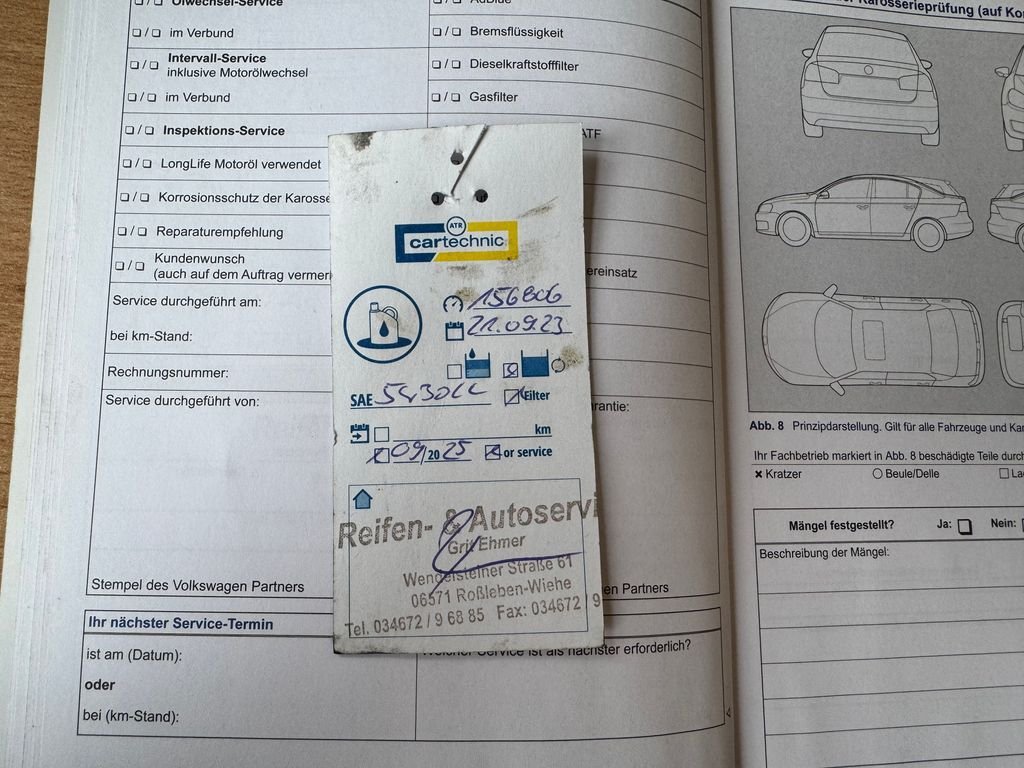 Ölwechsel-Service
AdBlue
❏/❏ im Verbund
❏/❏ Bremsflüssigkeit
❏/❏ Intervall-Service
inklusive Motorölwechsel
❏/❏ Dieselkraftstofffilter
❏/❏ im Verbund
❏/❏ Gasfilter
❏/❏ Inspektions-Service
ATF
❏/❏ LongLife Motoröl verwendet
❏/❏ Korrosionsschutz der Karosse
❏/❏ Reparaturempfehlung
❏/❏ Kundenwunsch
(auch auf dem Auftrag vermer
ereinsatz
Service durchgeführt am:
bei km-Stand:
Rechnungsnummer:
Service durchgeführt von:
rantie:
Stempel des Volkswagen Partners
en Partners
Ihr nächster Service-Termin
ist am (Datum):
Welcher Service ist als nächster erforderlich?
oder
bei (km-Stand):
ATR
cartechnic
156806
21.09.23
SAE 5W30LL
Filter
km
09/2025
or service
Reifen- & Autoservi
Grit Ehmer
Wendelsteiner Straße 61
06571 Roßleben-Wiehe
Tel. 034672 / 9 68 85 Fax: 034672 / 9
Karosserieprüfung (auf Ko
Abb. 8 Prinzipdarstellung. Gilt für alle Fahrzeuge und Ka
Ihr Fachbetrieb markiert in Abb. 8 beschädigte Teile durc
× Kratzer
○ Beule/Delle
❏ La
Mängel festgestellt? Ja: ❏ Nein:
Beschreibung der Mängel: